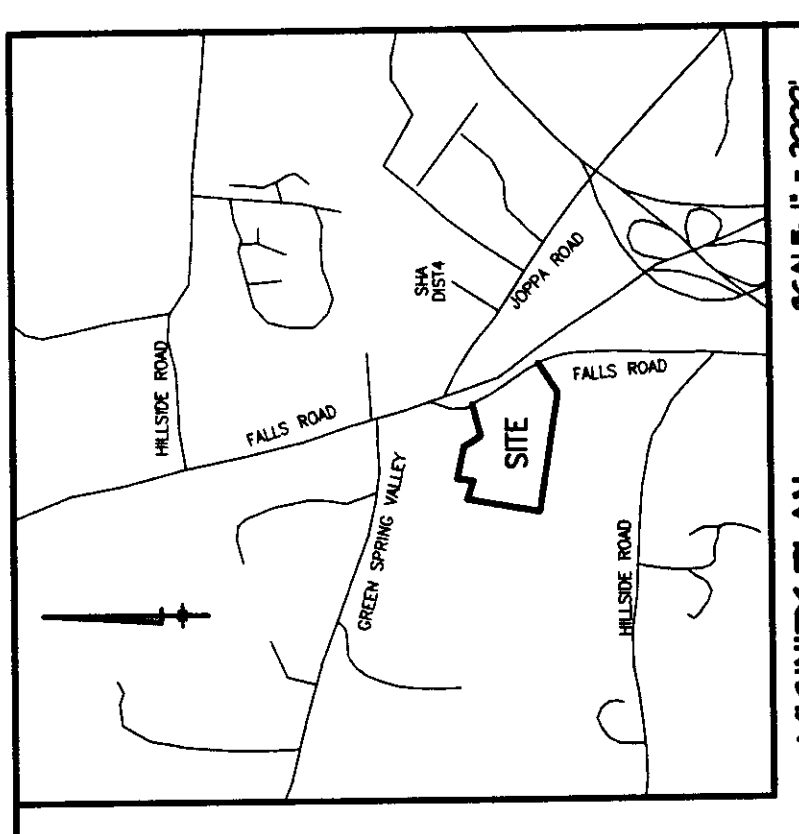 HILLSIDE ROAD
FALLS ROAD
SHA
DIST4
JOPPA ROAD
FALLS ROAD
GREEN SPRING VALLEY
SITE
HILLSIDE ROAD